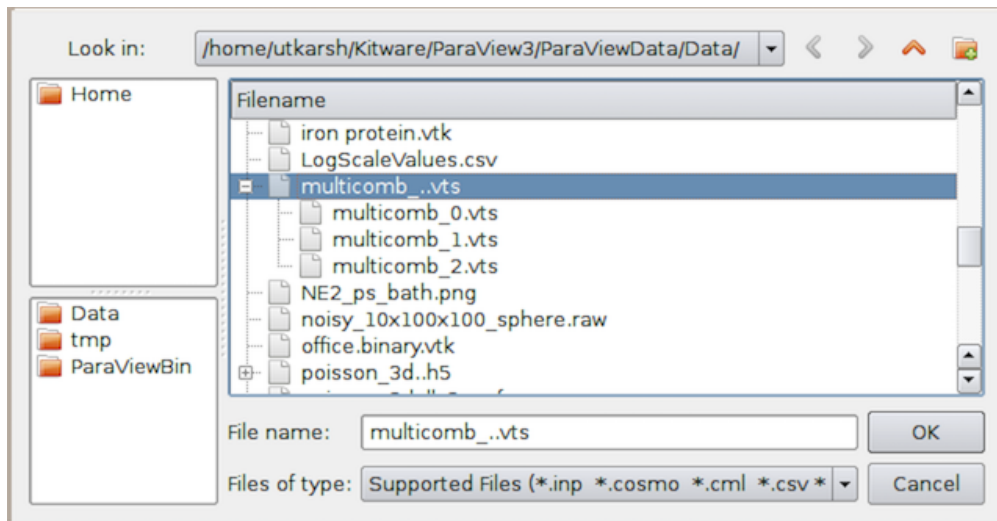 Look in: /home/utkarsh/Kitware/ParaView3/ParaViewData/Data/
Home
Data
tmp
ParaViewBin
Filename
iron protein.vtk
LogScaleValues.csv
multicomb_..vts
multicomb_0.vts
multicomb_1.vts
multicomb_2.vts
NE2_ps_bath.png
noisy_10x100x100_sphere.raw
office.binary.vtk
poisson_3d..h5
File name: multicomb_..vts OK
Files of type: Supported Files (*.inp *.cosmo *.cml *.csv * Cancel